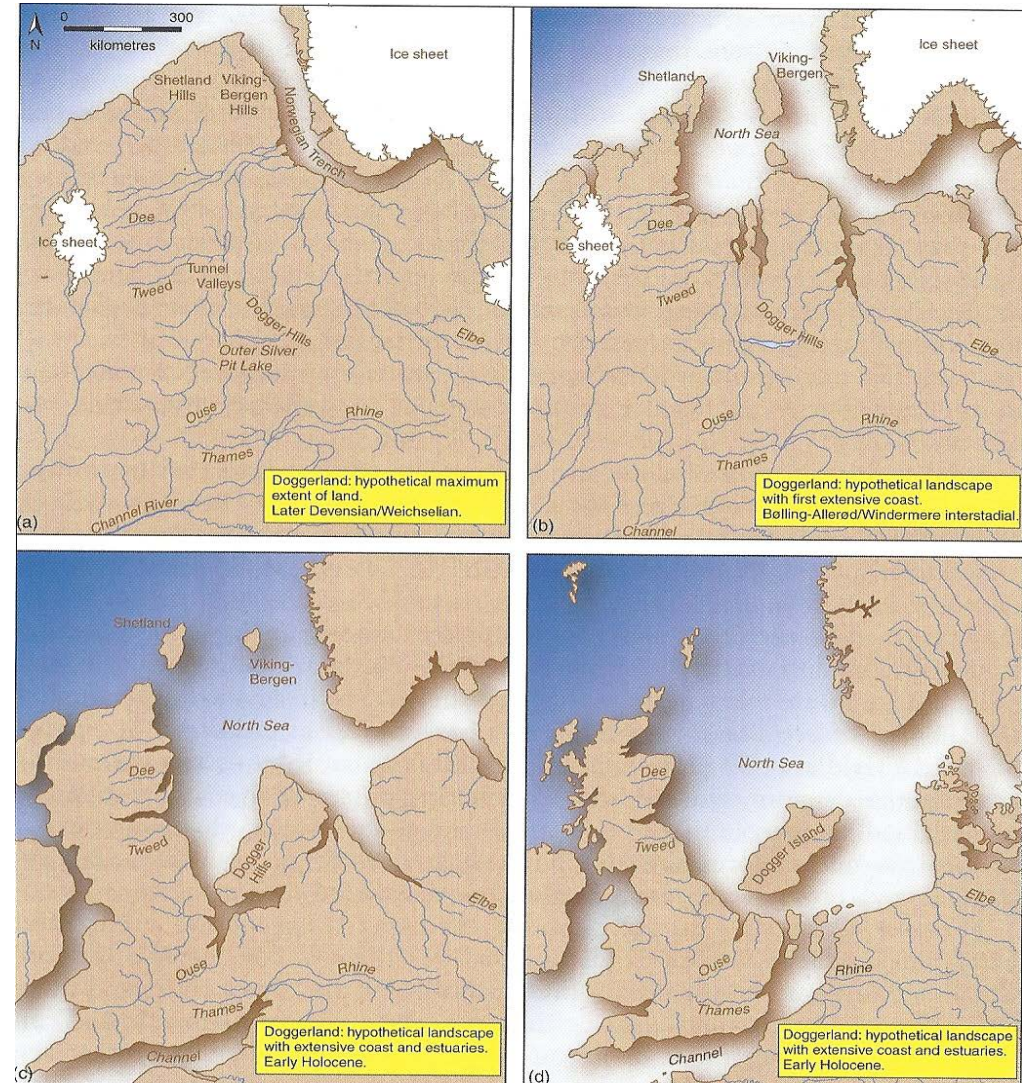 0 300
kilometres
N
Ice sheet
Shetland
Hills
Viking-
Bergen
Hills
Norwegian Trench
Dee
Ice sheet
Tunnel
Valleys
Tweed
Dogger Hills
Elbe
Outer Silver
Pit Lake
Ouse
Rhine
Thames
Channel River
Doggerland: hypothetical maximum
extent of land.
Later Devensian/Weichselian.
(a)
Shetland
Viking-
Bergen
Ice sheet
North Sea
Dee
Ice sheet
Tweed
Dogger Hills
Elbe
Ouse
Rhine
Thames
Channel
Doggerland: hypothetical landscape
with first extensive coast.
Bølling-Allerød/Windermere interstadial.
(b)
Shetland
Viking-
Bergen
North Sea
Dee
Tweed
Dogger
Hills
Elbe
Ouse
Rhine
Thames
Channel
Doggerland: hypothetical landscape
with extensive coast and estuaries.
Early Holocene.
(c)
North Sea
Dee
Tweed
Dogger Island
Elbe
Ouse
Rhine
Thames
Channel
Doggerland: hypothetical landscape
with extensive coast and estuaries.
Early Holocene.
(d)